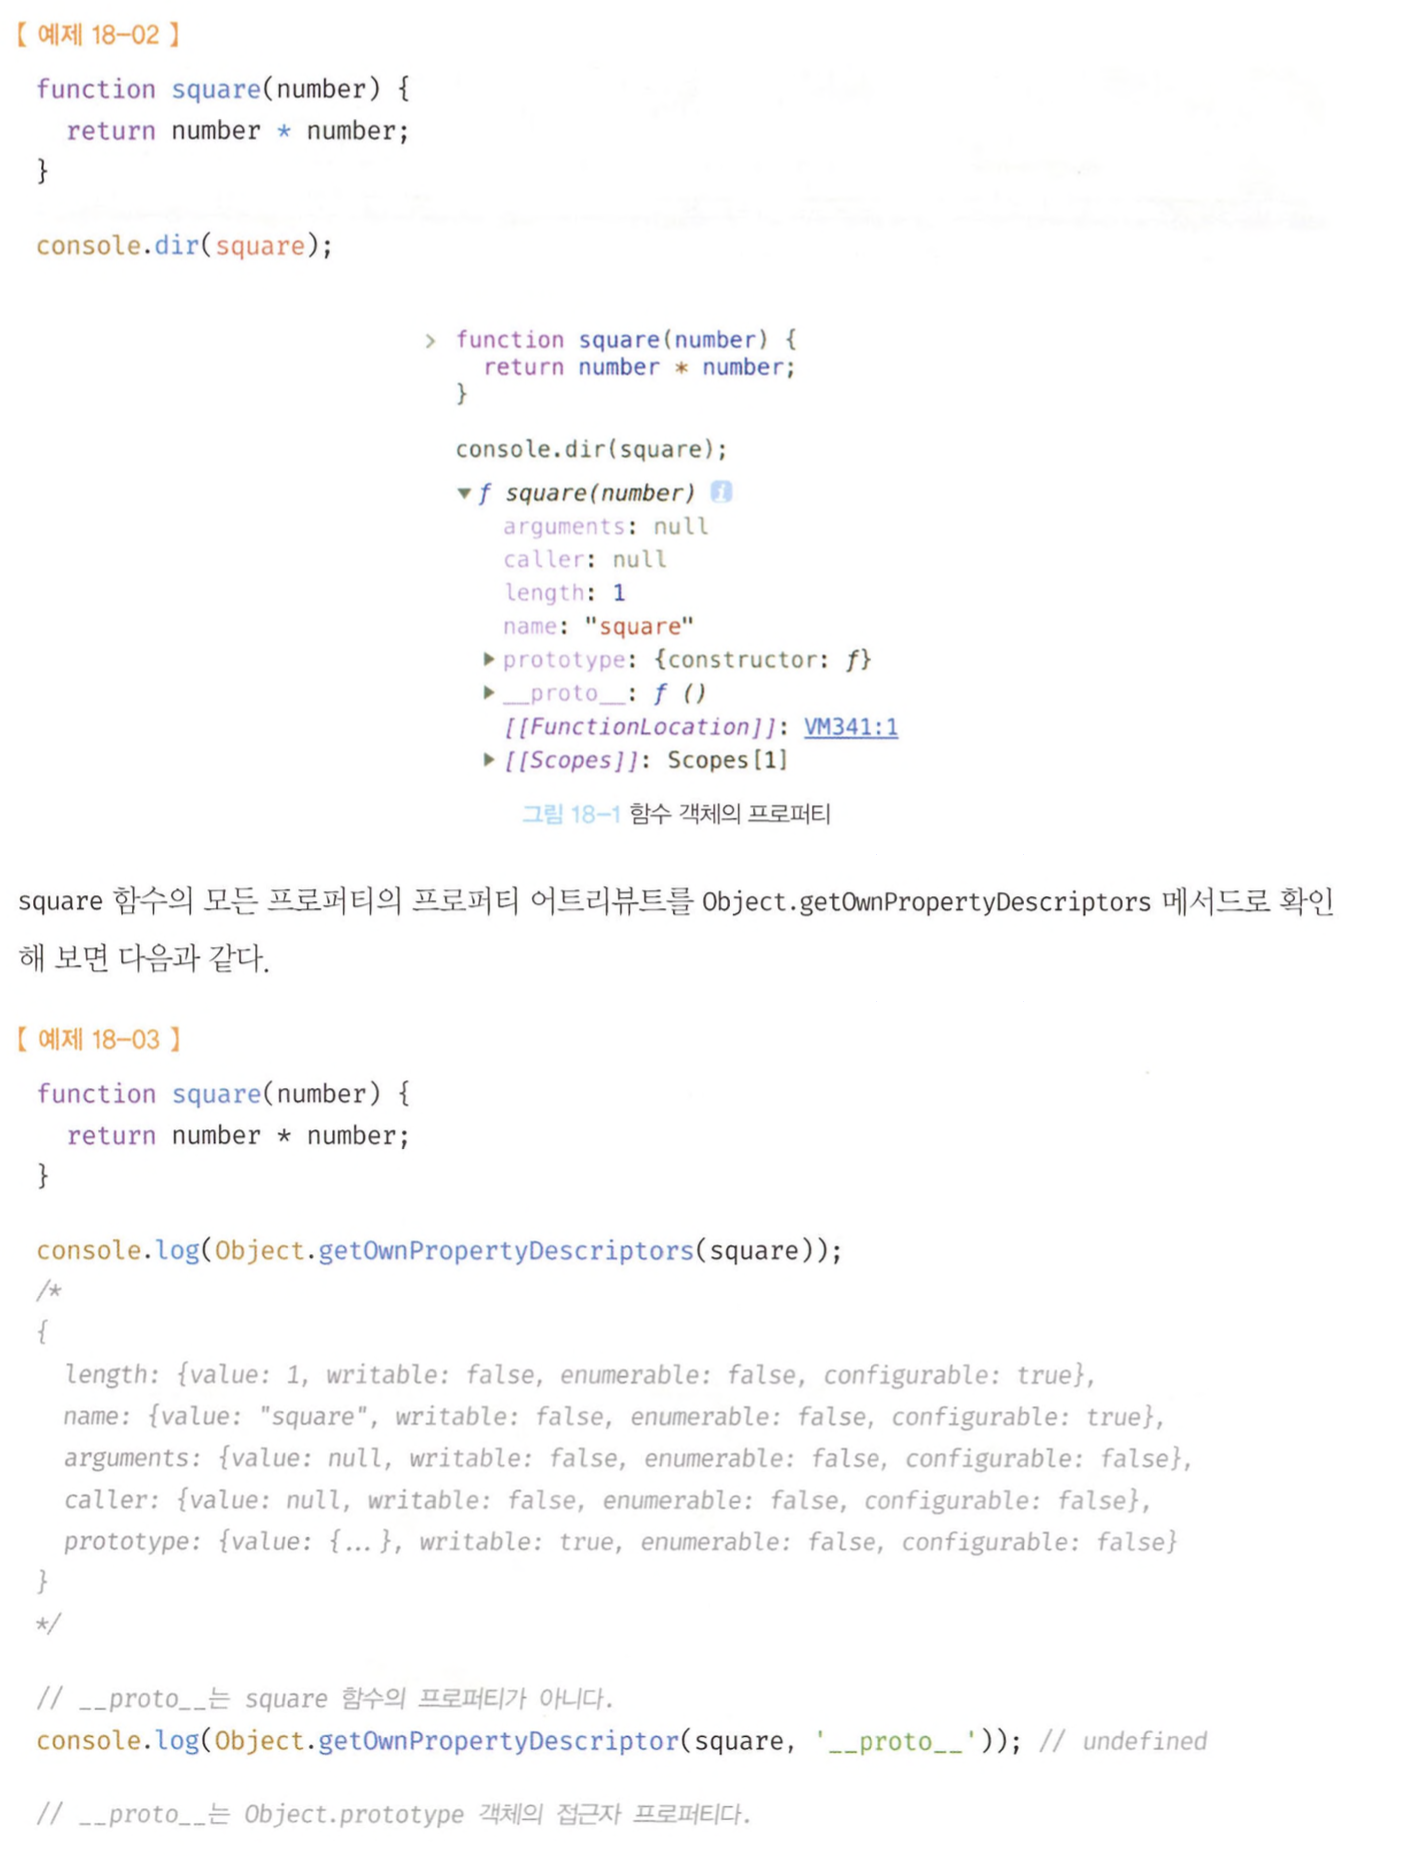 【 예제 18-02 】
function square(number) {
  return number * number;
}
console.dir(square);
> function square(number) {
    return number * number;
  }
  console.dir(square);
▼ƒ square(number) i
    arguments: null
    caller: null
    length: 1
    name: "square"
  ▶prototype: {constructor: ƒ}
  ▶__proto__: ƒ ()
    [[FunctionLocation]]: VM341:1
  ▶[[Scopes]]: Scopes[1]
그림 18-1 함수 객체의 프로퍼티
square 함수의 모든 프로퍼티의 프로퍼티 어트리뷰트를 Object.getOwnPropertyDescriptors 메서드로 확인
해 보면 다음과 같다.
【 예제 18-03 】
function square(number) {
  return number * number;
}
console.log(Object.getOwnPropertyDescriptors(square));
/*
{
  length: {value: 1, writable: false, enumerable: false, configurable: true},
  name: {value: "square", writable: false, enumerable: false, configurable: true},
  arguments: {value: null, writable: false, enumerable: false, configurable: false},
  caller: {value: null, writable: false, enumerable: false, configurable: false},
  prototype: {value: {...}, writable: true, enumerable: false, configurable: false}
}
*/
// __proto__는 square 함수의 프로퍼티가 아니다.
console.log(Object.getOwnPropertyDescriptor(square, '__proto__')); // undefined
// __proto__는 Object.prototype 객체의 접근자 프로퍼티다.